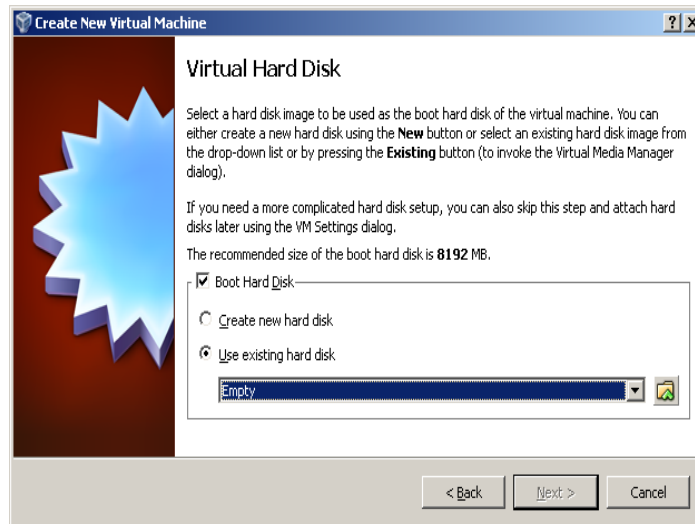 Create New Virtual Machine
Virtual Hard Disk
Select a hard disk image to be used as the boot hard disk of the virtual machine. You can
either create a new hard disk using the New button or select an existing hard disk image from
the drop-down list or by pressing the Existing button (to invoke the Virtual Media Manager
dialog).
If you need a more complicated hard disk setup, you can also skip this step and attach hard
disks later using the VM Settings dialog.
The recommended size of the boot hard disk is 8192 MB.
Boot Hard Disk
Create new hard disk
Use existing hard disk
Empty
< Back Next > Cancel